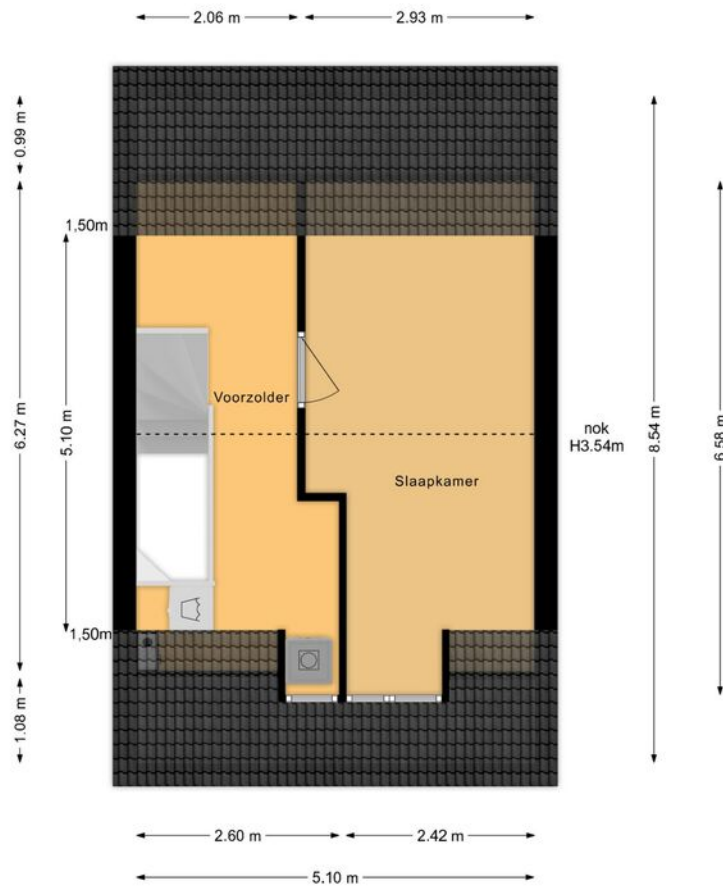 2.06 m
2.93 m
0.99 m
1,50m
Voorzolder
6.27 m
5.10 m
nok
H3.54m
8.54 m
6.58 m
Slaapkamer
1,50m
1.08 m
2.60 m
2.42 m
5.10 m